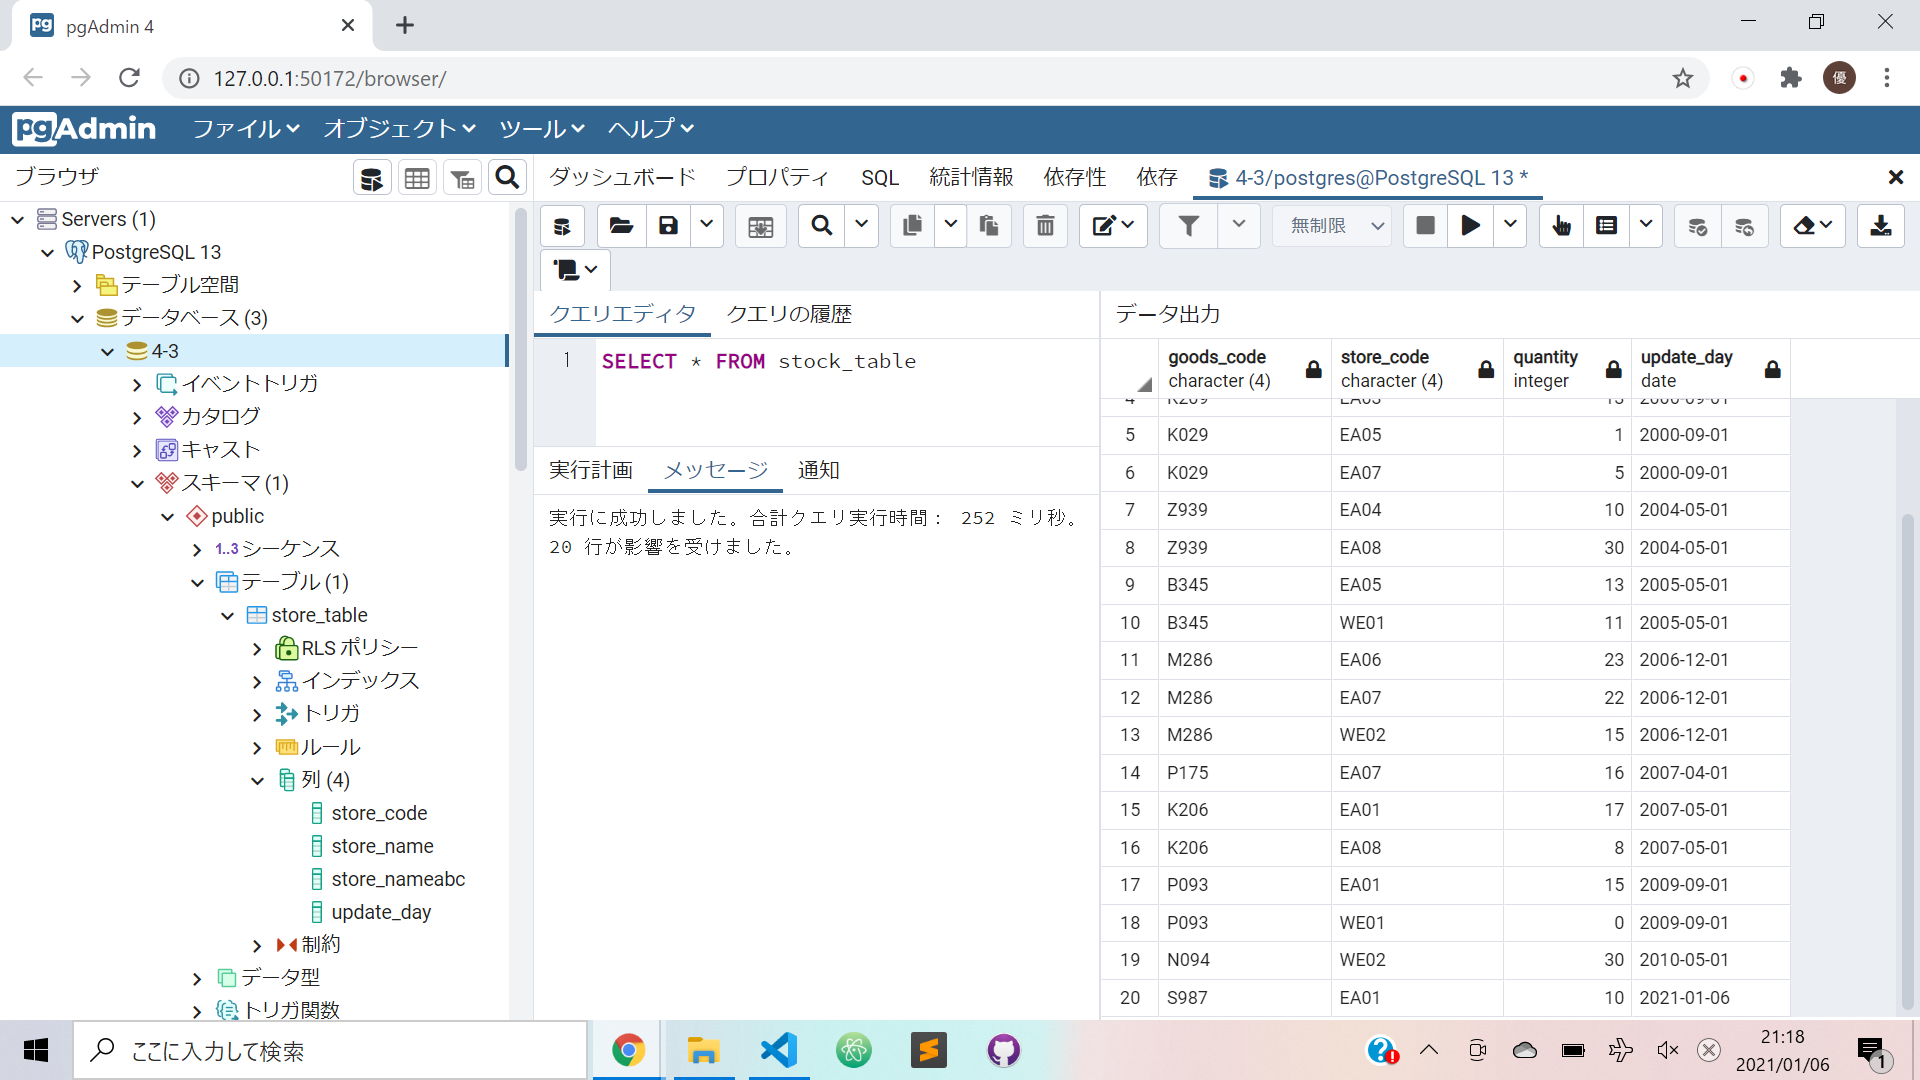 pgAdmin 4
127.0.0.1:50172/browser/
優
pgAdmin
ファイル
オブジェクト
ツール
ヘルプ
ブラウザ
ダッシュボード
プロパティ
SQL
統計情報
依存性
依存
4-3/postgres@PostgreSQL 13 *
無制限
Servers (1)
PostgreSQL 13
テーブル空間
データベース (3)
4-3
イベントトリガ
カタログ
キャスト
スキーマ (1)
public
1..3 シーケンス
テーブル (1)
store_table
RLS ポリシー
インデックス
トリガ
ルール
列 (4)
store_code
store_name
store_nameabc
update_day
制約
データ型
トリガ関数
クエリエディタ
クエリの履歴
1 SELECT * FROM stock_table
実行計画
メッセージ
通知
実行に成功しました。合計クエリ実行時間： 252 ミリ秒。
20 行が影響を受けました。
データ出力
goods_code store_code quantity update_day
character (4) character (4) integer date
5 K029 EA05 1 2000-09-01
6 K029 EA07 5 2000-09-01
7 Z939 EA04 10 2004-05-01
8 Z939 EA08 30 2004-05-01
9 B345 EA05 13 2005-05-01
10 B345 WE01 11 2005-05-01
11 M286 EA06 23 2006-12-01
12 M286 EA07 22 2006-12-01
13 M286 WE02 15 2006-12-01
14 P175 EA07 16 2007-04-01
15 K206 EA01 17 2007-05-01
16 K206 EA08 8 2007-05-01
17 P093 EA01 15 2009-09-01
18 P093 WE01 0 2009-09-01
19 N094 WE02 30 2010-05-01
20 S987 EA01 10 2021-01-06
ここに入力して検索
21:18
2021/01/06
1